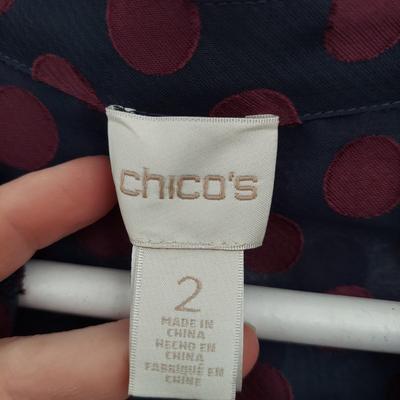 chico's
2
MADE IN
CHINA
HECHO EN
CHINA
FABRIQUÉ EN
CHINE